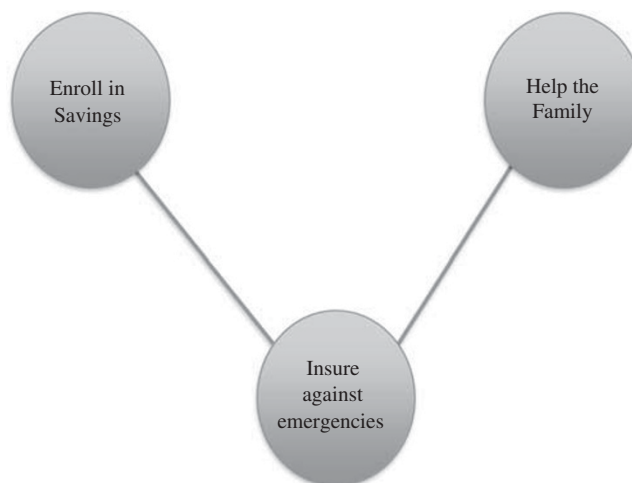 Enroll in
Savings
Help the
Family
Insure
against
emergencies